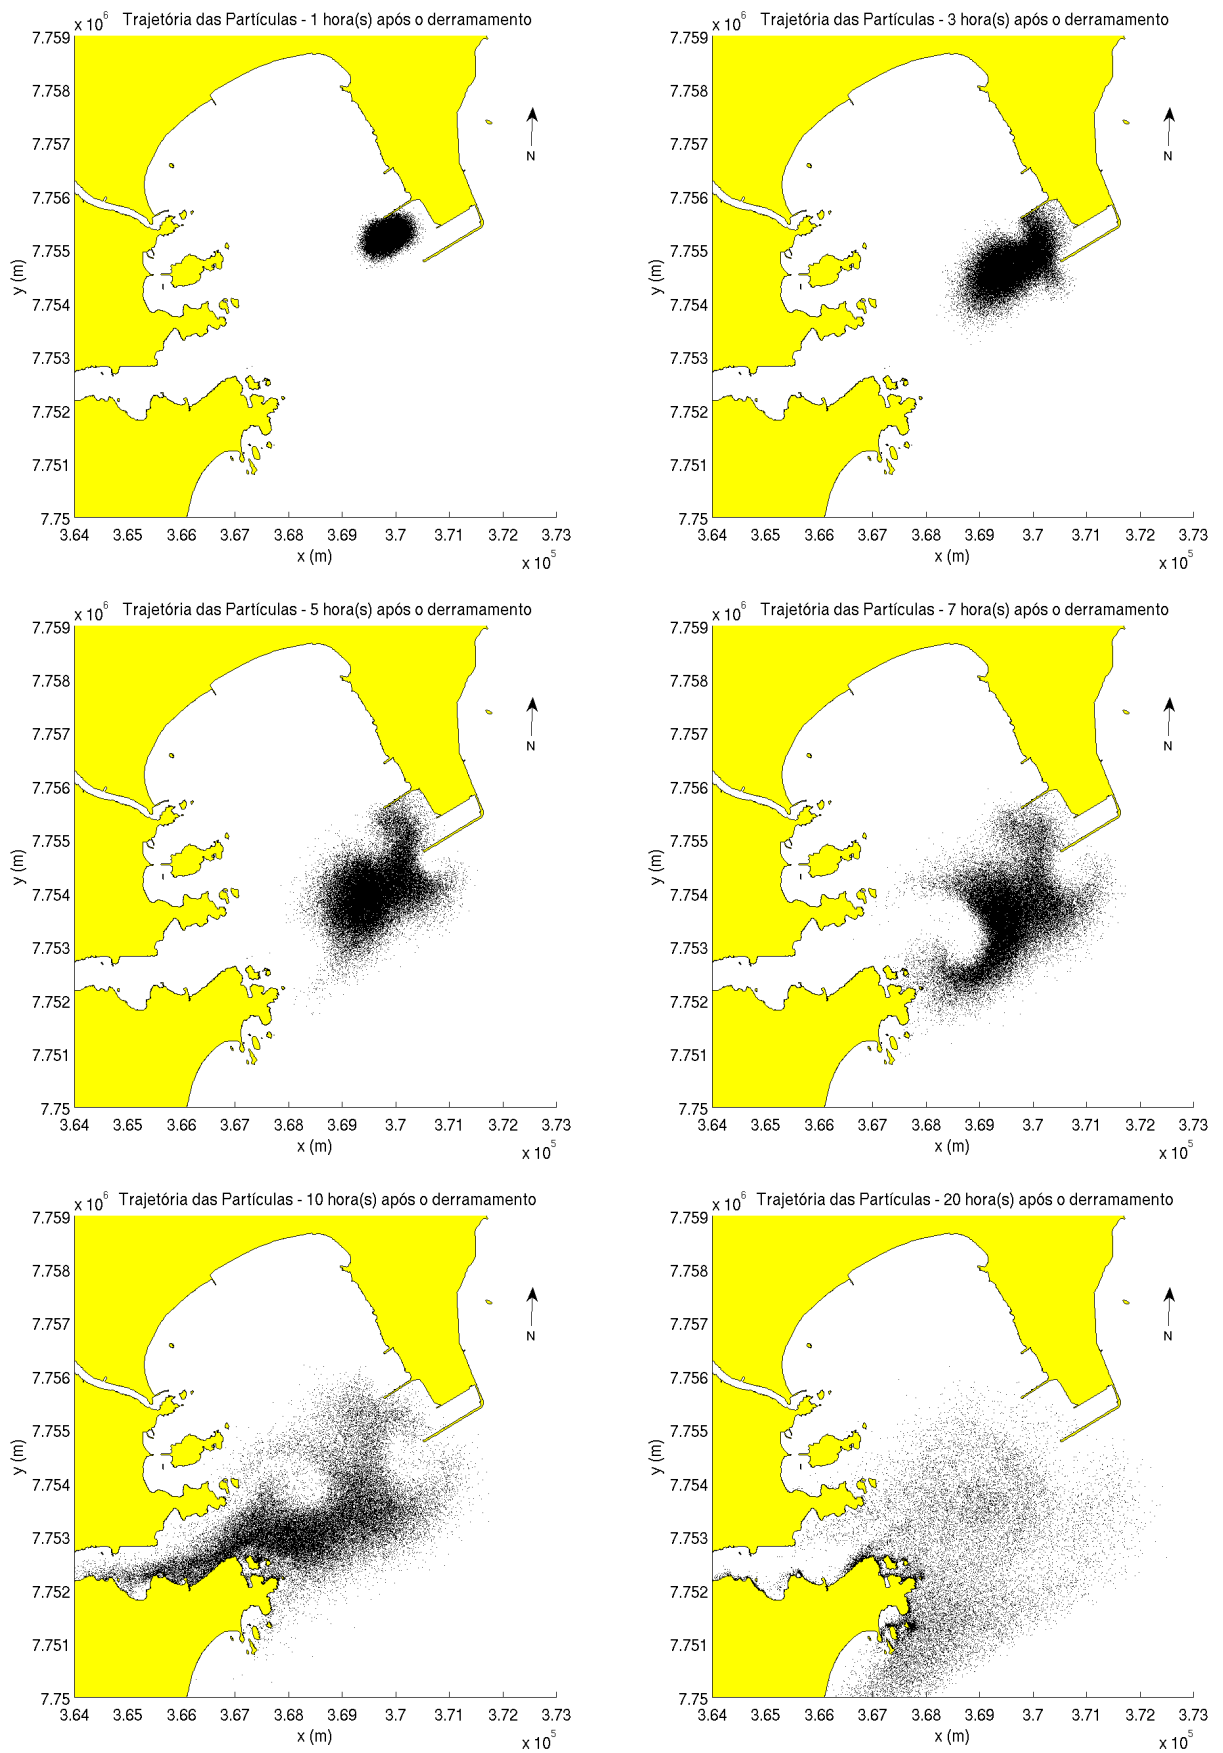 Trajetória das Partículas - 1 hora(s) após o derramamento
x 10^6
7.759
7.758
7.757
7.756
7.755
7.754
7.753
7.752
7.751
7.75
y (m)
N
3.64 3.65 3.66 3.67 3.68 3.69 3.7 3.71 3.72 3.73
x (m)
x 10^5
Trajetória das Partículas - 3 hora(s) após o derramamento
x 10^6
7.759
7.758
7.757
7.756
7.755
7.754
7.753
7.752
7.751
7.75
y (m)
N
3.64 3.65 3.66 3.67 3.68 3.69 3.7 3.71 3.72 3.73
x (m)
x 10^5
Trajetória das Partículas - 5 hora(s) após o derramamento
x 10^6
7.759
7.758
7.757
7.756
7.755
7.754
7.753
7.752
7.751
7.75
y (m)
N
3.64 3.65 3.66 3.67 3.68 3.69 3.7 3.71 3.72 3.73
x (m)
x 10^5
Trajetória das Partículas - 7 hora(s) após o derramamento
x 10^6
7.759
7.758
7.757
7.756
7.755
7.754
7.753
7.752
7.751
7.75
y (m)
N
3.64 3.65 3.66 3.67 3.68 3.69 3.7 3.71 3.72 3.73
x (m)
x 10^5
Trajetória das Partículas - 10 hora(s) após o derramamento
x 10^6
7.759
7.758
7.757
7.756
7.755
7.754
7.753
7.752
7.751
7.75
y (m)
N
3.64 3.65 3.66 3.67 3.68 3.69 3.7 3.71 3.72 3.73
x (m)
x 10^5
Trajetória das Partículas - 20 hora(s) após o derramamento
x 10^6
7.759
7.758
7.757
7.756
7.755
7.754
7.753
7.752
7.751
7.75
y (m)
N
3.64 3.65 3.66 3.67 3.68 3.69 3.7 3.71 3.72 3.73
x (m)
x 10^5